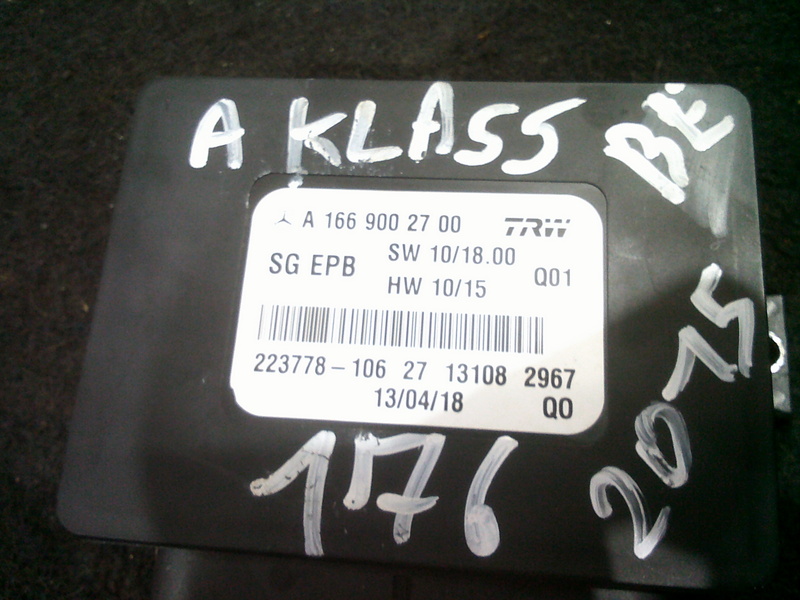 A KLASS
BE
A 166 900 27 00 TRW
SG EPB SW 10/18.00 Q01
HW 10/15
223778-106 27 13108 2967
13/04/18 QO
176
2015